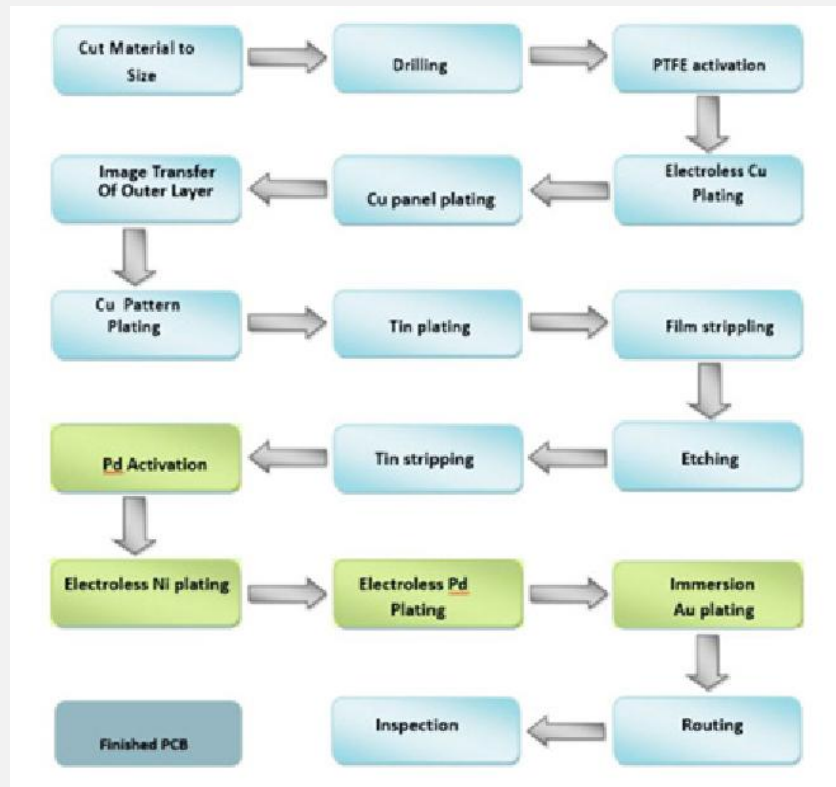 Cut Material to
Size
Drilling
PTFE activation
Electroless Cu
Plating
Cu panel plating
Image Transfer
Of Outer Layer
Cu Pattern
Plating
Tin plating
Film strippling
Etching
Tin stripping
Pd Activation
Electroless Ni plating
Electroless Pd
Plating
Immersion
Au plating
Routing
Inspection
Finished PCB